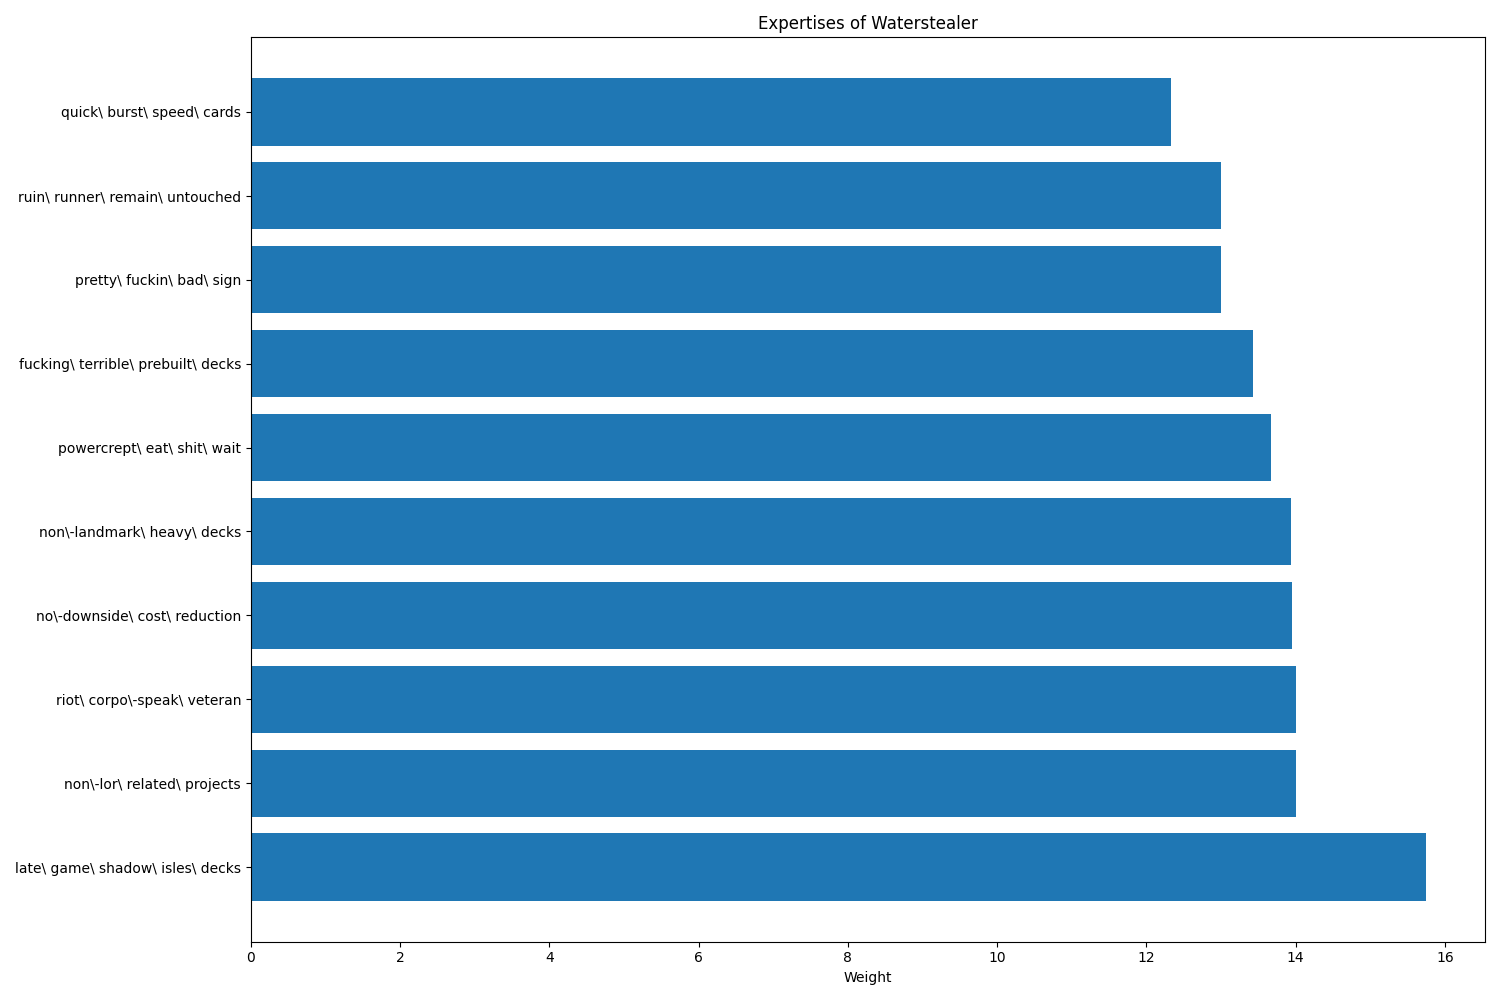 Expertises of Waterstealer
quick\ burst\ speed\ cards
ruin\ runner\ remain\ untouched
pretty\ fuckin\ bad\ sign
fucking\ terrible\ prebuilt\ decks
powercrept\ eat\ shit\ wait
non\-landmark\ heavy\ decks
no\-downside\ cost\ reduction
riot\ corpo\-speak\ veteran
non\-lor\ related\ projects
late\ game\ shadow\ isles\ decks
0 2 4 6 8 10 12 14 16
Weight